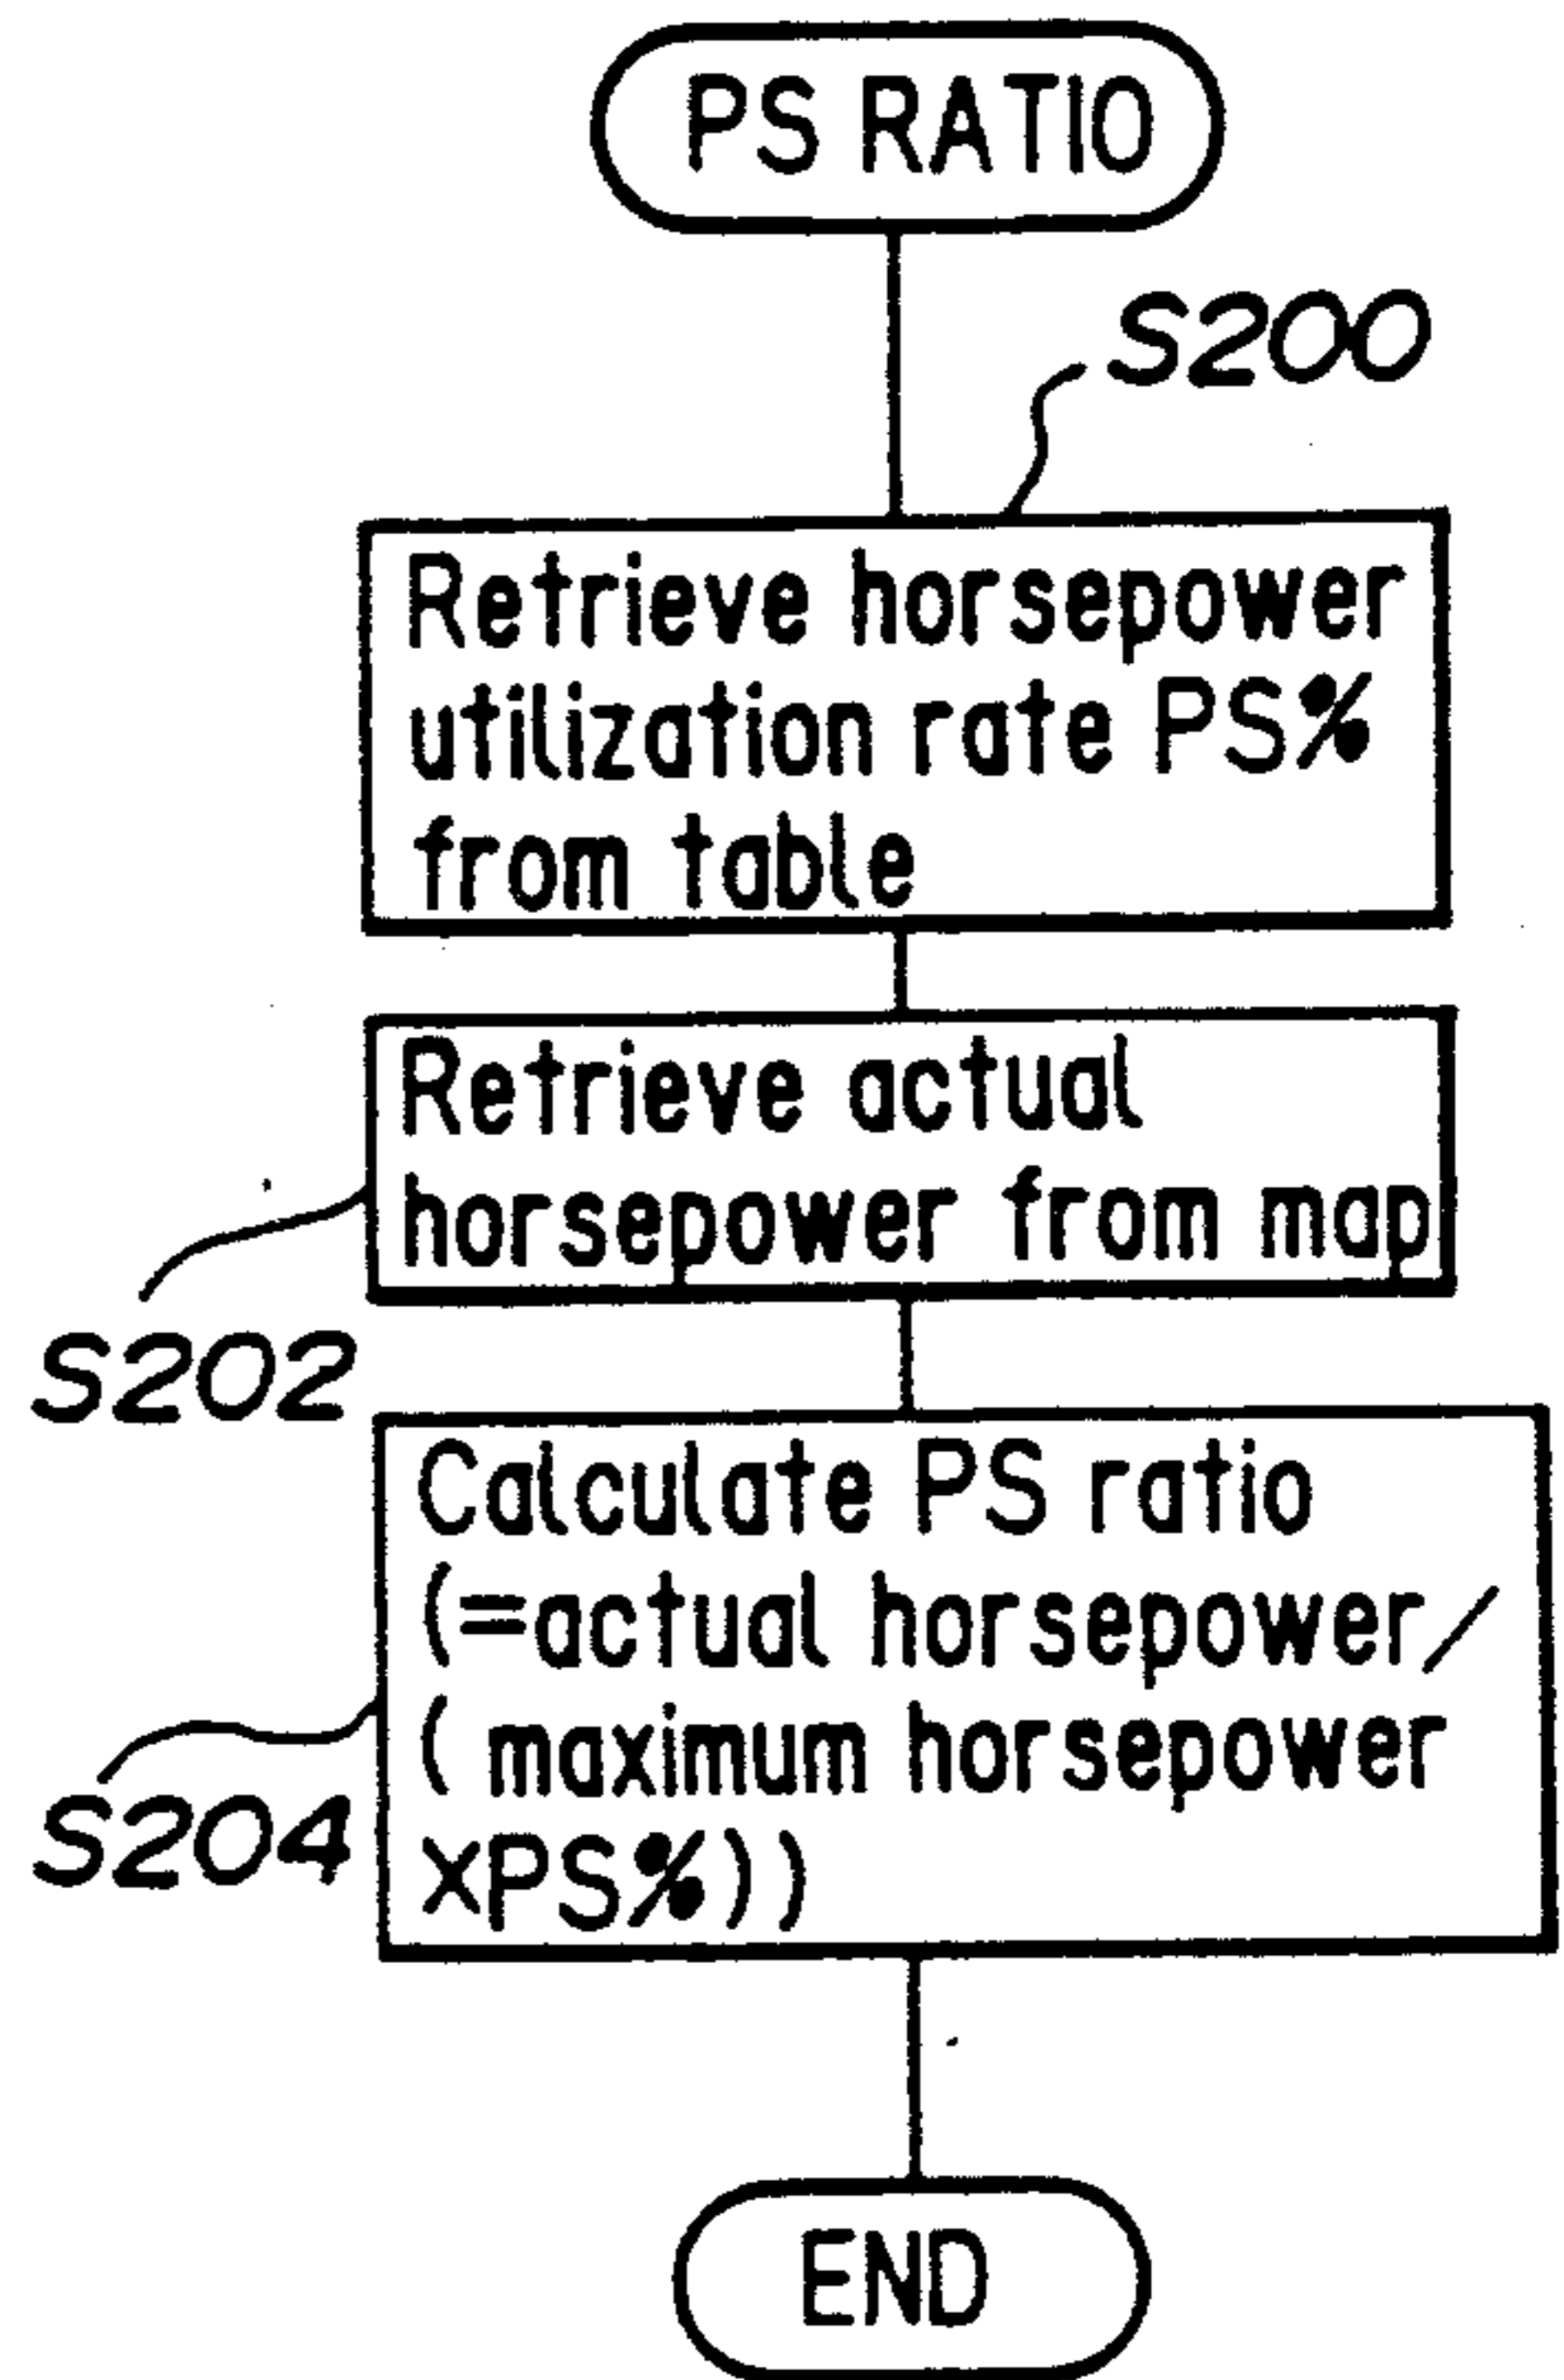 PS RATIO
S200
Retrieve horsepower
utilization rate PS%
from table
Retrieve actual
horsepower from map
S202
Calculate PS ratio
(=actual horsepower/
( maximum horsepower
×PS%))
S204
END